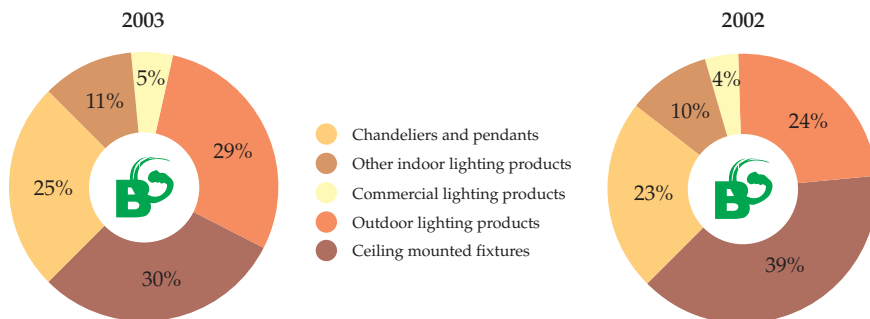 2003
5%
11%
29%
25%
30%
B
Chandeliers and pendants
Other indoor lighting products
Commercial lighting products
Outdoor lighting products
Ceiling mounted fixtures
2002
4%
10%
24%
23%
39%
B